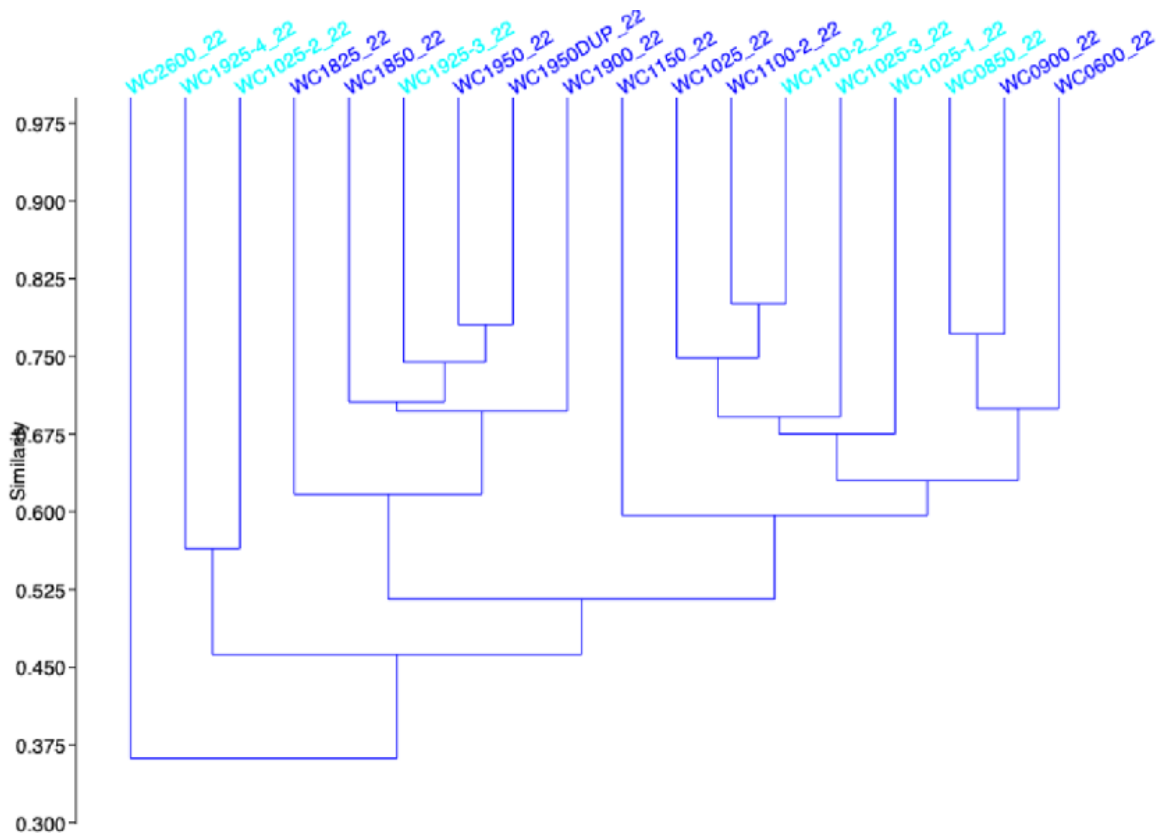 WC2600_22
WC1925-4_22
WC1025-2_22
WC1825_22
WC1850_22
WC1925-3_22
WC1950_22
WC1950DUP_22
WC1900_22
WC1150_22
WC1025_22
WC1100-2_22
WC1100-2_22
WC1025-3_22
WC1025-1_22
WC0850_22
WC0900_22
WC0600_22
0.975
0.900
0.825
0.750
0.675
0.600
0.525
0.450
0.375
0.300
Similarity